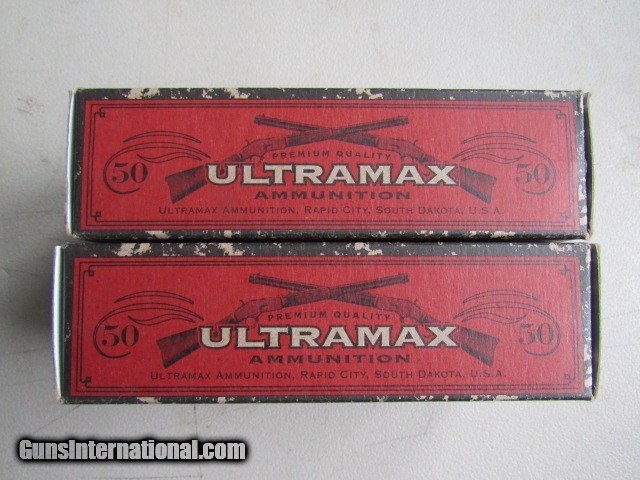 PREMIUM QUALITY
50 ULTRAMAX 50
AMMUNITION
ULTRAMAX AMMUNITION, RAPID CITY, SOUTH DAKOTA, U.S.A.
PREMIUM QUALITY
50 ULTRAMAX 50
AMMUNITION
ULTRAMAX AMMUNITION, RAPID CITY, SOUTH DAKOTA, U.S.A.
GunsInternational.com